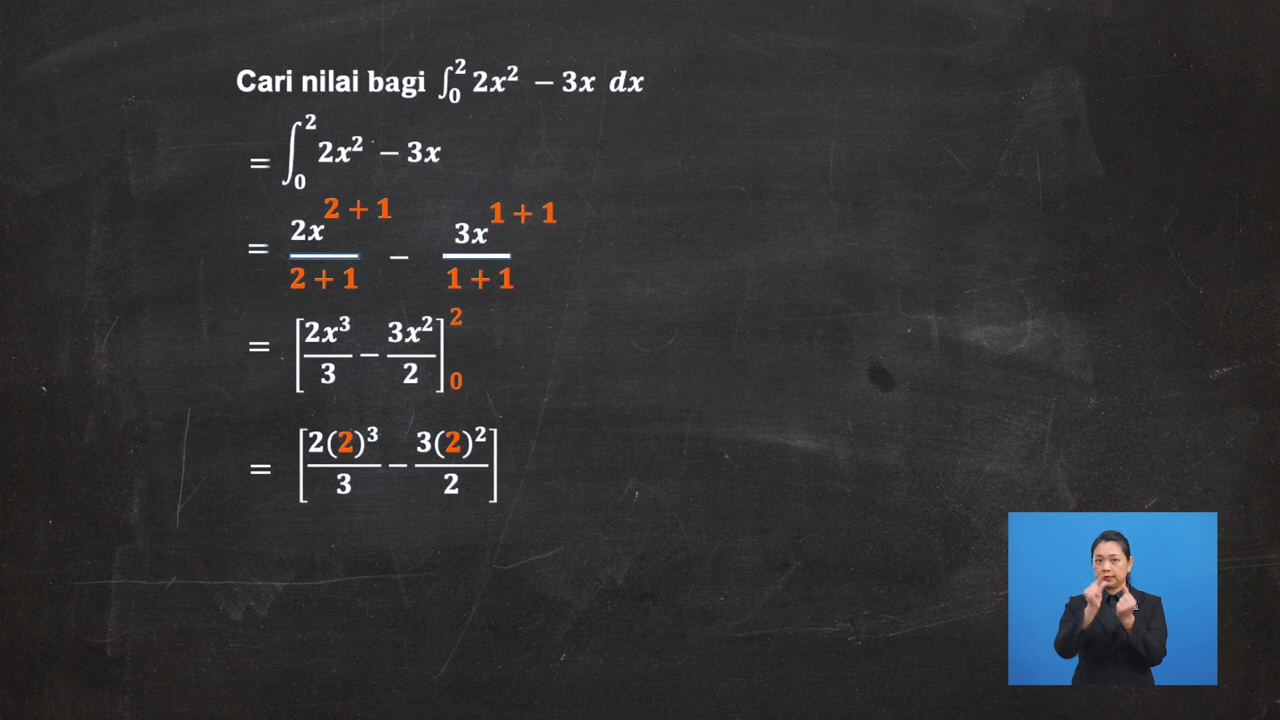 Cari nilai bagi ∫₀² 2x² − 3x dx
= ∫₀² 2x² − 3x
= 2x^(2 + 1)/(2 + 1) − 3x^(1 + 1)/(1 + 1)
= [2x³/3 − 3x²/2]₀²
= [2(2)³/3 − 3(2)²/2]